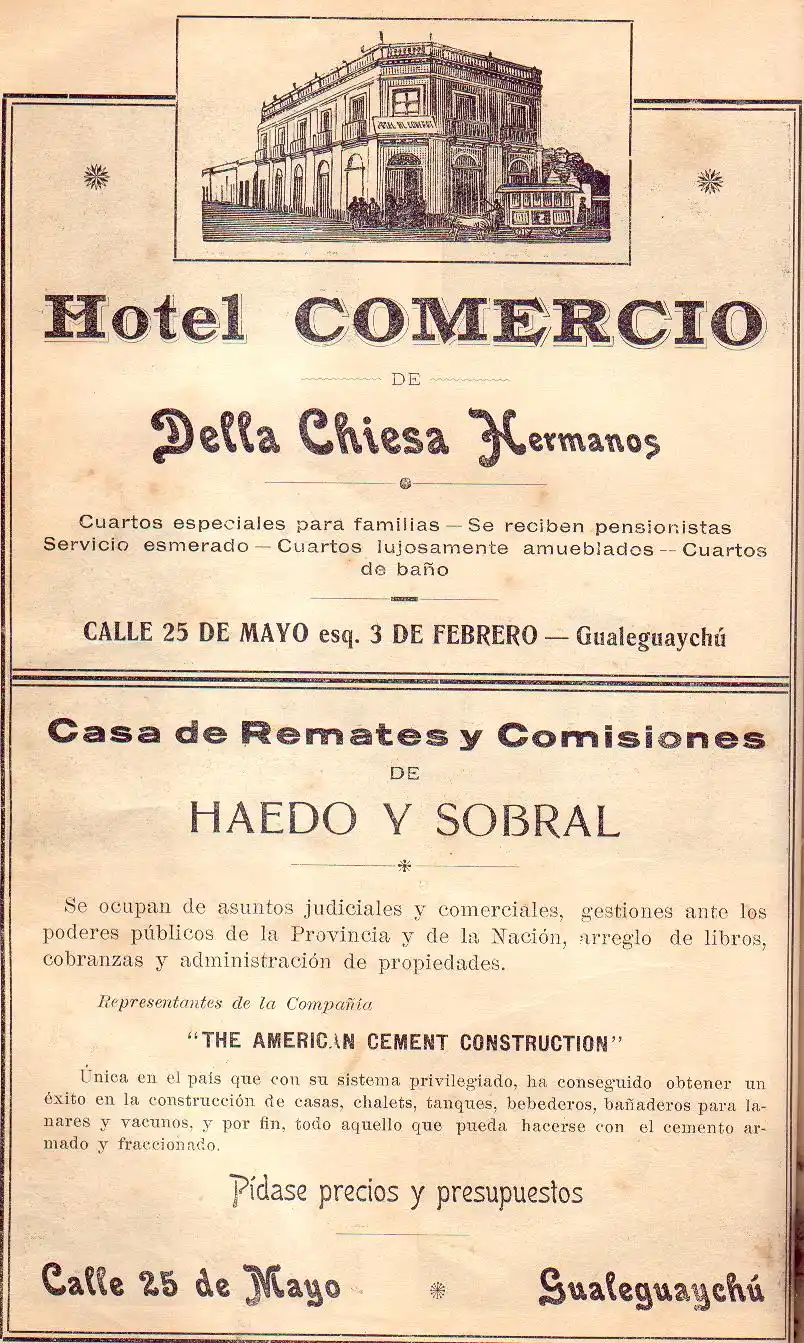 HOTEL DEL COMERCIO
Hotel COMERCIO
DE
Della Chiesa Hermanos
Cuartos especiales para familias — Se reciben pensionistas
Servicio esmerado — Cuartos lujosamente amueblados -- Cuartos
de baño
CALLE 25 DE MAYO esq. 3 DE FEBRERO — Gualeguaychú
Casa de Remates y Comisiones
DE
HAEDO Y SOBRAL
Se ocupan de asuntos judiciales y comerciales, gestiones ante los
poderes públicos de la Provincia y de la Nación, arreglo de libros,
cobranzas y administración de propiedades.
Representantes de la Compañía
“THE AMERICAN CEMENT CONSTRUCTION”
Única en el país que con su sistema privilegiado, ha conseguido obtener un
éxito en la construcción de casas, chalets, tanques, bebederos, bañaderos para la-
nares y vacunos, y por fin, todo aquello que pueda hacerse con el cemento ar-
mado y fraccionado.
Pídase precios y presupuestos
Calle 25 de Mayo
Gualeguaychú